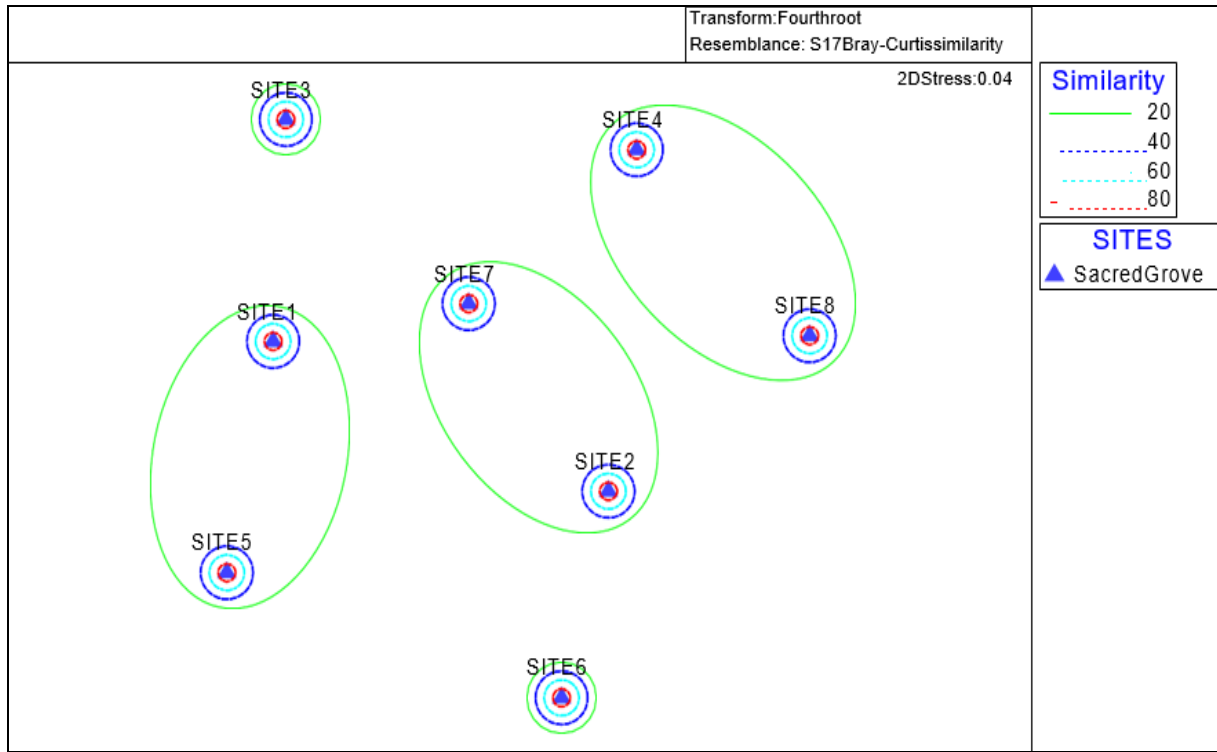 Transform:Fourthroot
Resemblance: S17Bray-Curtissimilarity
2DStress:0.04
SITE3
SITE4
SITE7
SITE1
SITE8
SITE2
SITE5
SITE6
Similarity
20
40
60
80
SITES
SacredGrove